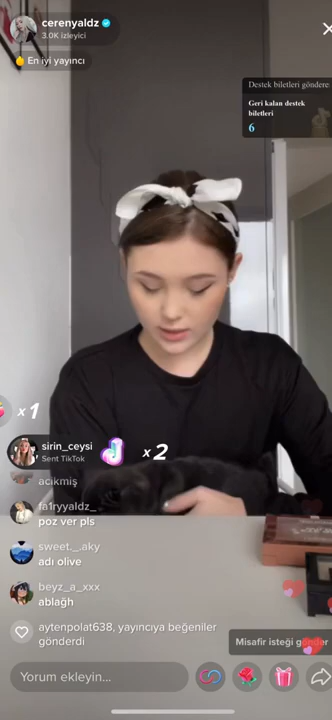 cerenyaldz
3.0K izleyici
En iyi yayıncı
Destek biletleri göndere
Geri kalan destek
biletleri
6
x1
sirin_ceysi
Sent TikTok
x2
acıkmış
fa1ryyaldz_
poz ver pls
sweet._.aky
adı olive
beyz_a_xxx
ablağh
aytenpolat638, yayıncıya beğeniler
gönderdi
Misafir isteği gönder
Yorum ekleyin...